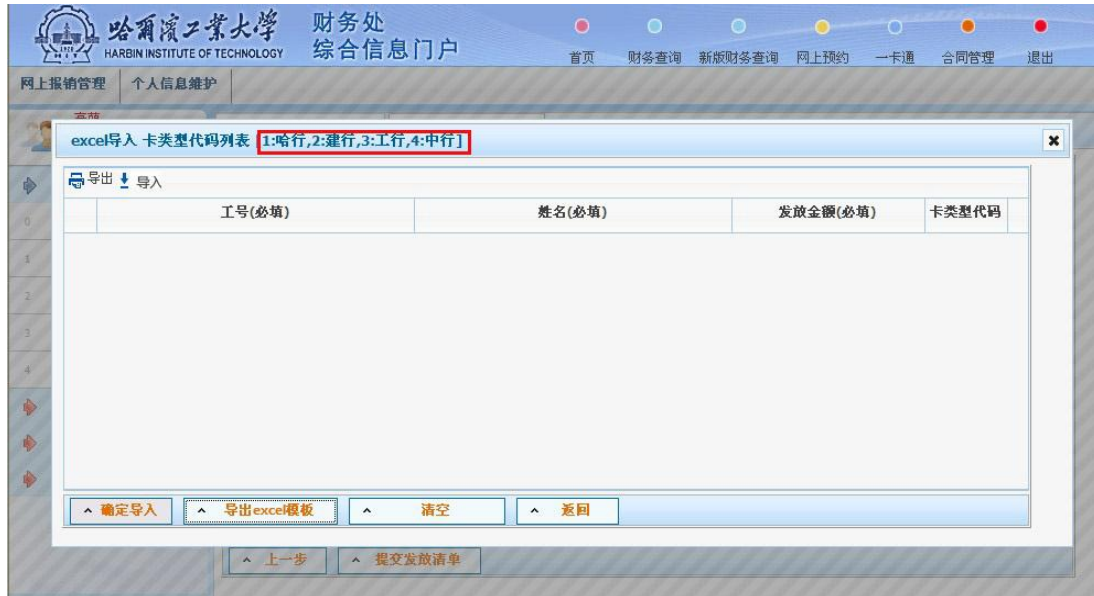 哈尔滨工业大学
HARBIN INSTITUTE OF TECHNOLOGY
财务处
综合信息门户
首页 财务查询 新版财务查询 网上预约 一卡通 合同管理 退出
网上报销管理 个人信息维护
excel导入 卡类型代码列表 [1:哈行,2:建行,3:工行,4:中行]
导出 导入
工号(必填) 姓名(必填) 发放金额(必填) 卡类型代码
0
1
2
3
4
确定导入 导出excel模板 清空 返回
上一步 提交发放清单